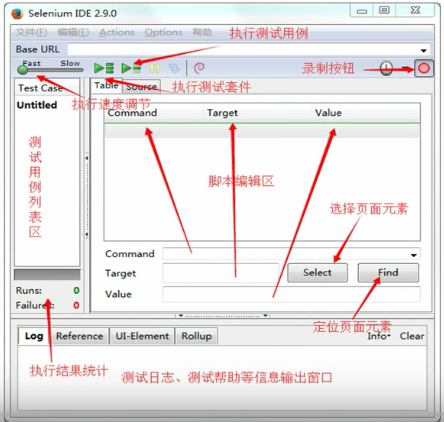 Selenium IDE 2.9.0
文件(F) 编辑(E) Actions Options 帮助
执行测试用例
Base URL
Fast Slow
录制按钮
执行测试套件
Test Case
Table Source
执行速度调节
Untitled
Command Target Value
测试用例列表区
脚本编辑区
选择页面元素
Command
Target Select Find
Value
Runs: 0
Failures: 0
定位页面元素
Log Reference UI-Element Rollup Info Clear
执行结果统计
测试日志、测试帮助等信息输出窗口